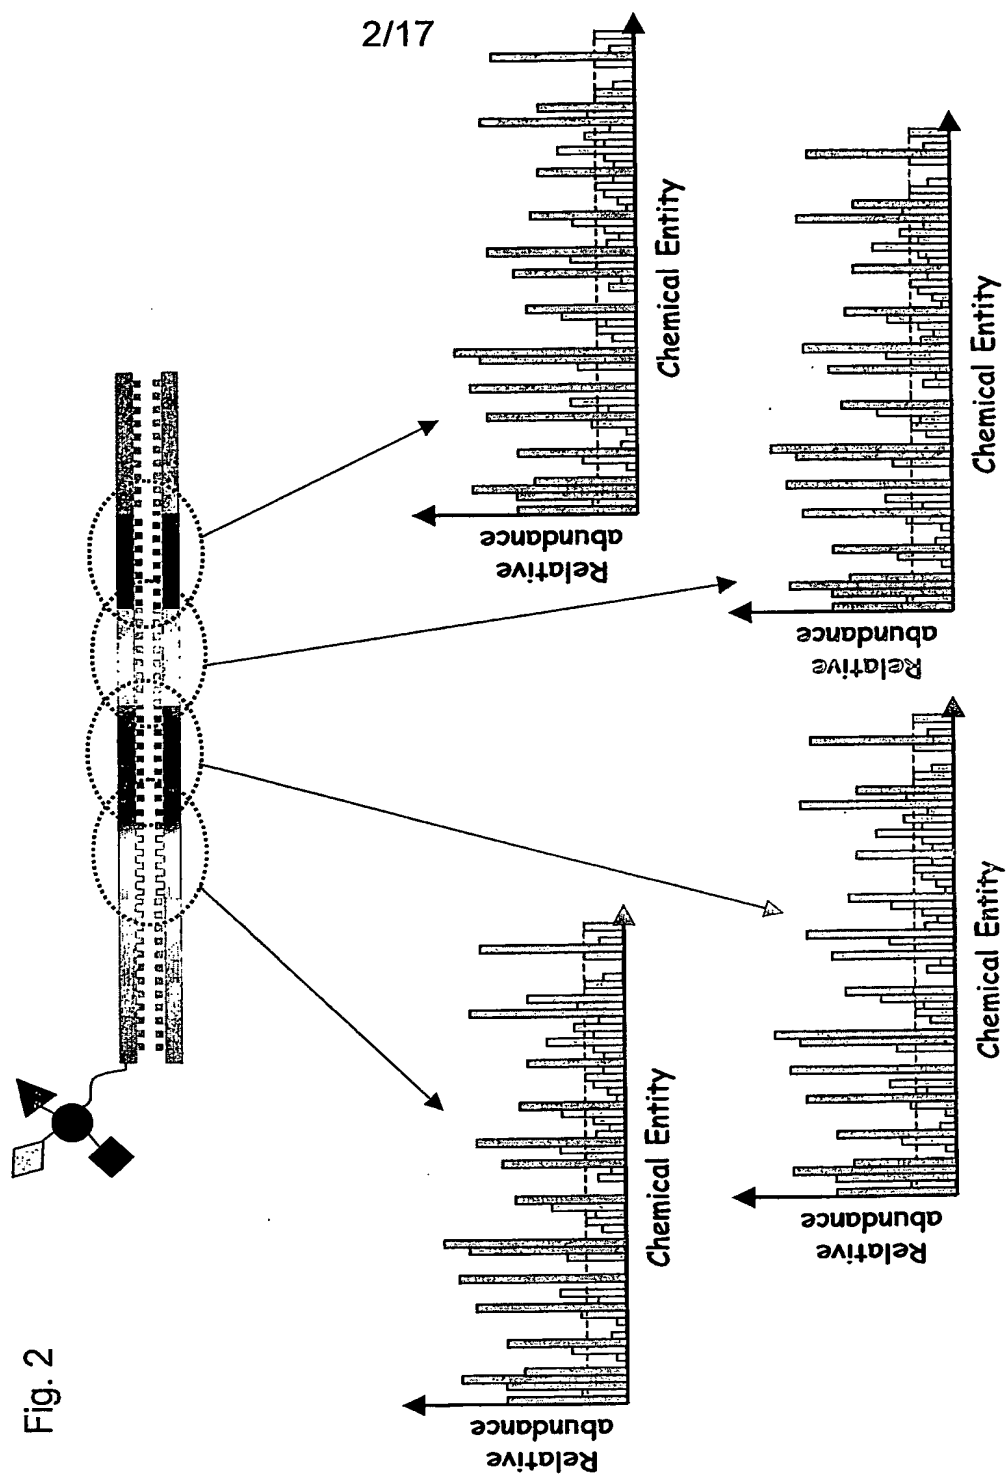 2/17
Fig. 2
Relative
abundance
Chemical Entity
Relative
abundance
Chemical Entity
Relative
abundance
Chemical Entity
Relative
abundance
Chemical Entity